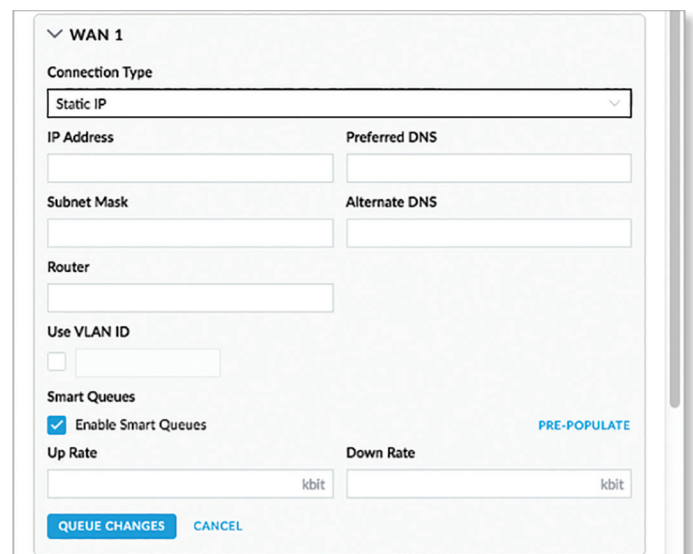 WAN 1
Connection Type
Static IP
IP Address Preferred DNS
Subnet Mask Alternate DNS
Router
Use VLAN ID
Smart Queues
Enable Smart Queues PRE-POPULATE
Up Rate Down Rate
kbit kbit
QUEUE CHANGES CANCEL